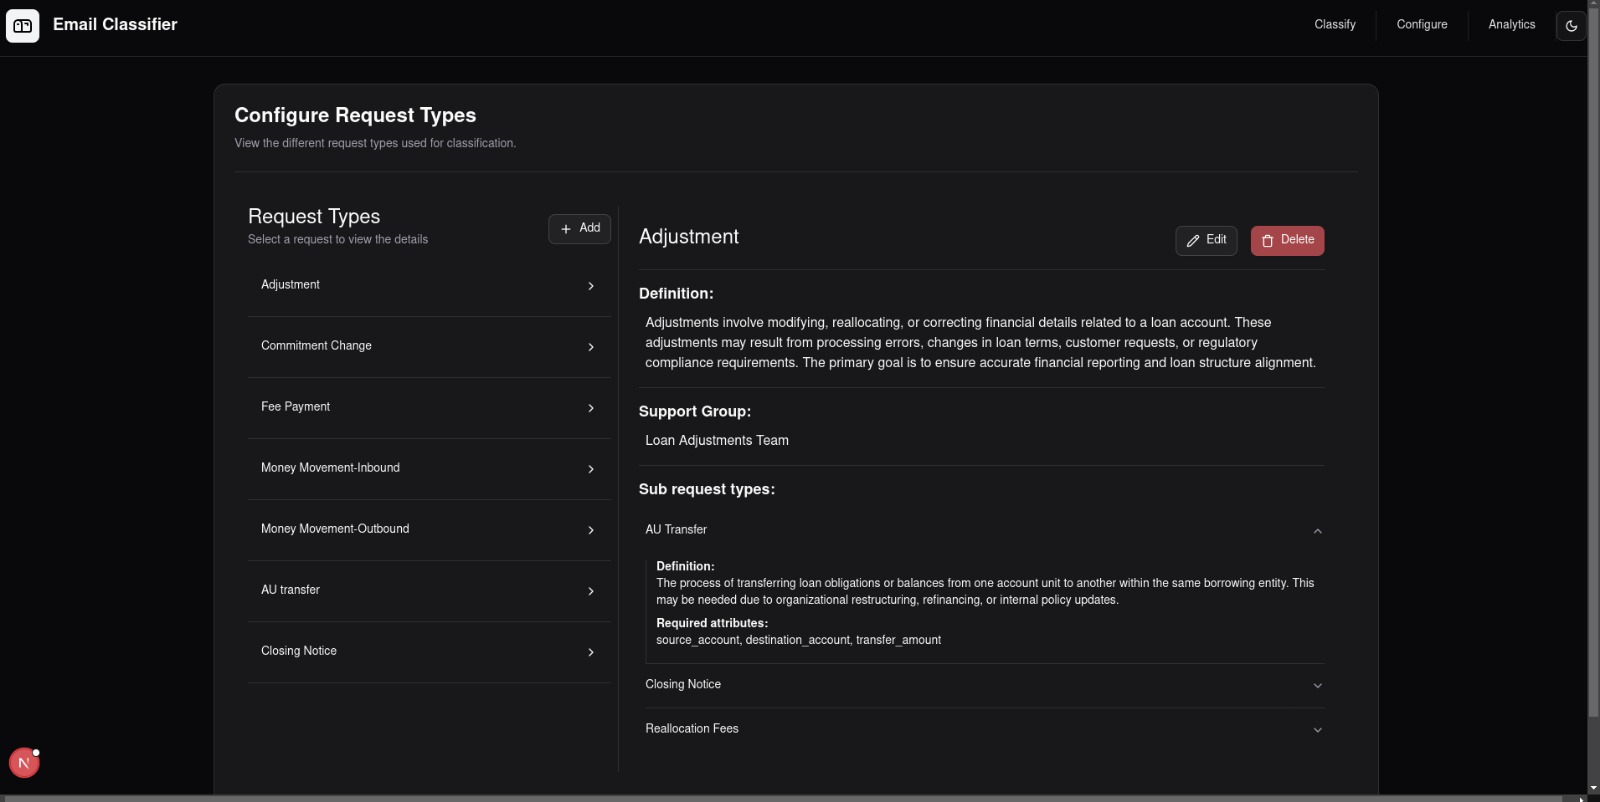 Email Classifier
Classify
Configure
Analytics
Configure Request Types
View the different request types used for classification.
Request Types
Select a request to view the details
Add
Adjustment
Commitment Change
Fee Payment
Money Movement-Inbound
Money Movement-Outbound
AU transfer
Closing Notice
Adjustment
Edit
Delete
Definition:
Adjustments involve modifying, reallocating, or correcting financial details related to a loan account. These
adjustments may result from processing errors, changes in loan terms, customer requests, or regulatory
compliance requirements. The primary goal is to ensure accurate financial reporting and loan structure alignment.
Support Group:
Loan Adjustments Team
Sub request types:
AU Transfer
Definition:
The process of transferring loan obligations or balances from one account unit to another within the same borrowing entity. This
may be needed due to organizational restructuring, refinancing, or internal policy updates.
Required attributes:
source_account, destination_account, transfer_amount
Closing Notice
Reallocation Fees
N